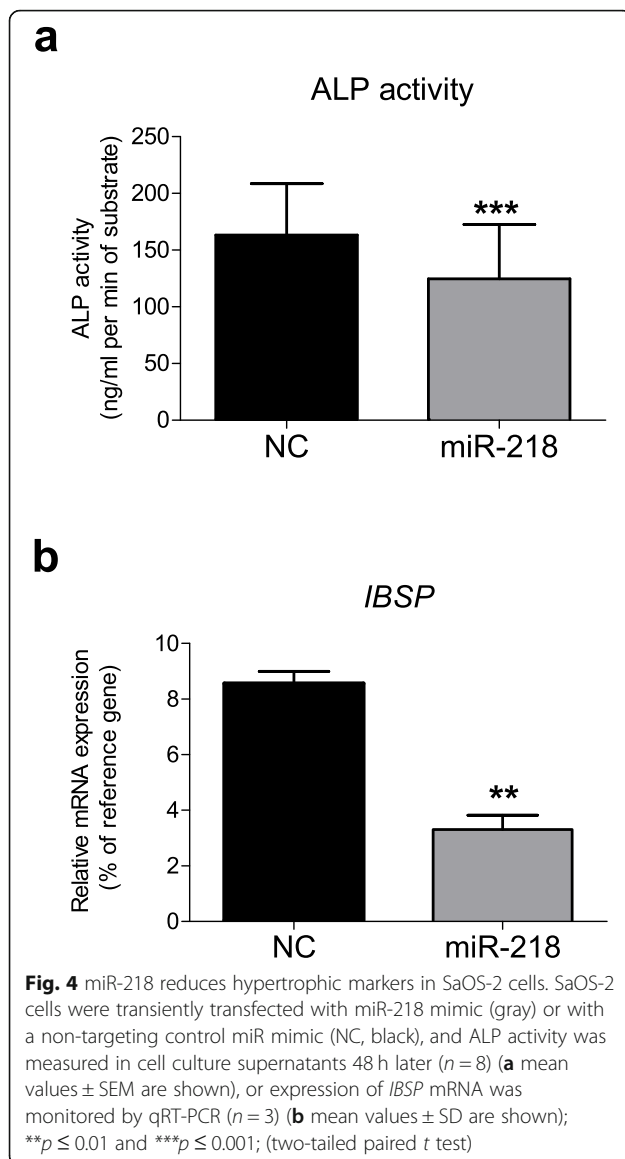 a
ALP activity
ALP activity
(ng/ml per min of substrate)
250
200
150
100
50
0
***
NC
miR-218
b
IBSP
Relative mRNA expression
(% of reference gene)
10
8
6
4
2
0
**
NC
miR-218
Fig. 4 miR-218 reduces hypertrophic markers in SaOS-2 cells. SaOS-2
cells were transiently transfected with miR-218 mimic (gray) or with
a non-targeting control miR mimic (NC, black), and ALP activity was
measured in cell culture supernatants 48 h later (n = 8) (a mean
values ± SEM are shown), or expression of IBSP mRNA was
monitored by qRT-PCR (n = 3) (b mean values ± SD are shown);
**p ≤ 0.01 and ***p ≤ 0.001; (two-tailed paired t test)